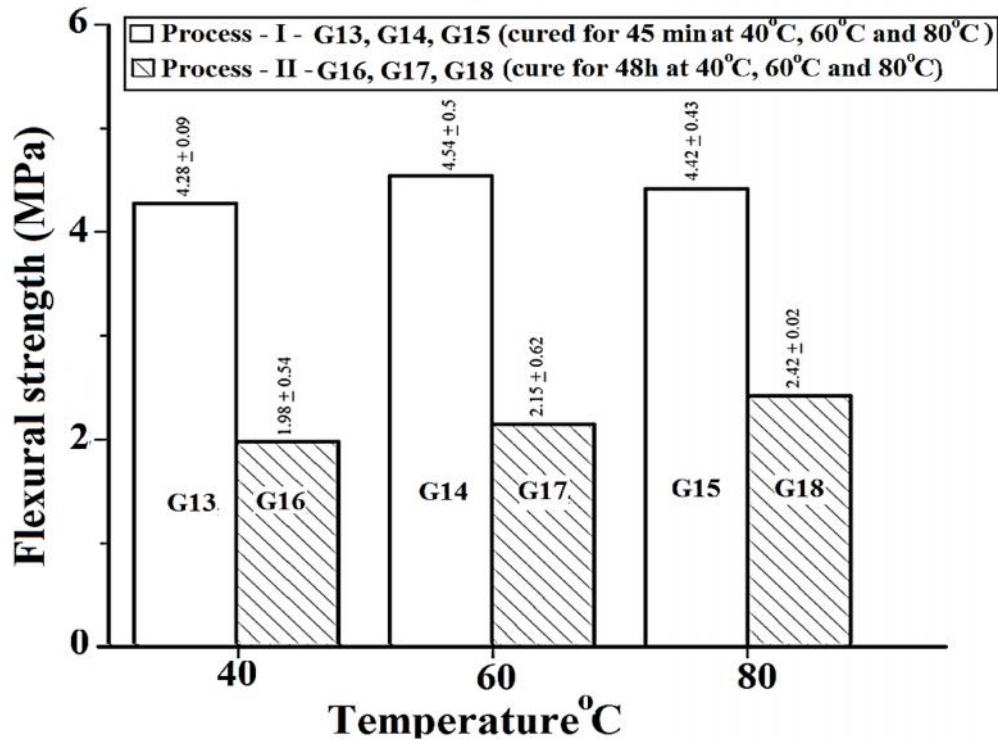 6
Process - I - G13, G14, G15 (cured for 45 min at 40°C, 60°C and 80°C)
Process - II - G16, G17, G18 (cure for 48h at 40°C, 60°C and 80°C)
4.28 ± 0.09
4.54 ± 0.5
4.42 ± 0.43
4
1.98 ± 0.54
2.15 ± 0.62
2.42 ± 0.02
2
G13
G16
G14
G17
G15
G18
0
40
60
80
Flexural strength (MPa)
Temperature°C